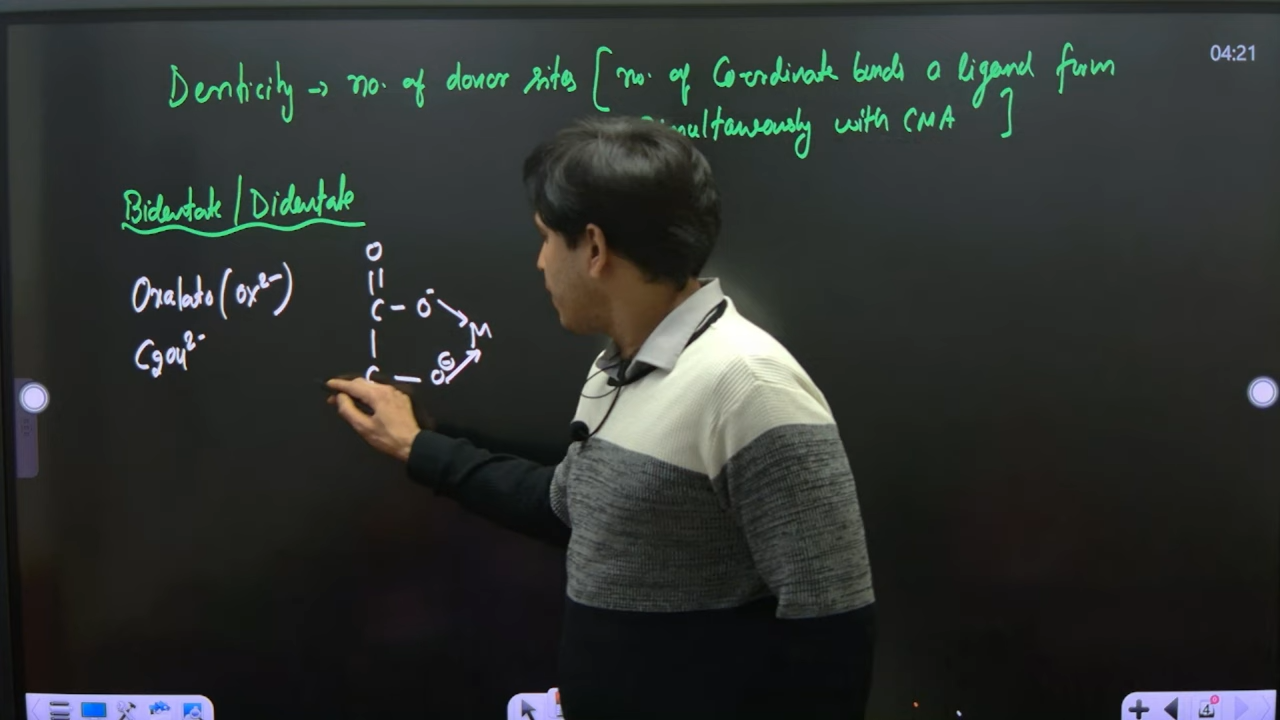 04:21
Denticity → no. of donor sites [ no. of Co-ordinate bonds a ligand form
simultaneously with CMA ]
Bidentate / Didentate
Oxalato (ox²⁻)
C₂O₄²⁻
O
||
C – O⁻
M
C – O⊖
4